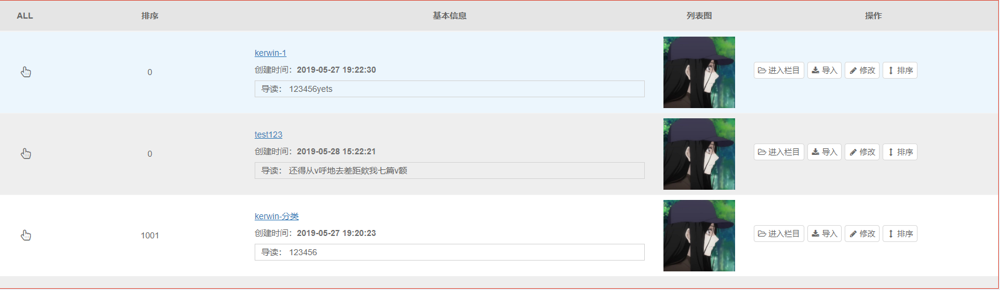 ALL 排序 基本信息 列表图 操作
kerwin-1
创建时间：2019-05-27 19:22:30
0 进入栏目 导入 修改 排序
导读： 123456yets
test123
创建时间：2019-05-28 15:22:21
0 进入栏目 导入 修改 排序
导读： 还得从v呼地去差距欸我七篇v额
kerwin-分类
创建时间：2019-05-27 19:20:23
1001 进入栏目 导入 修改 排序
导读： 123456